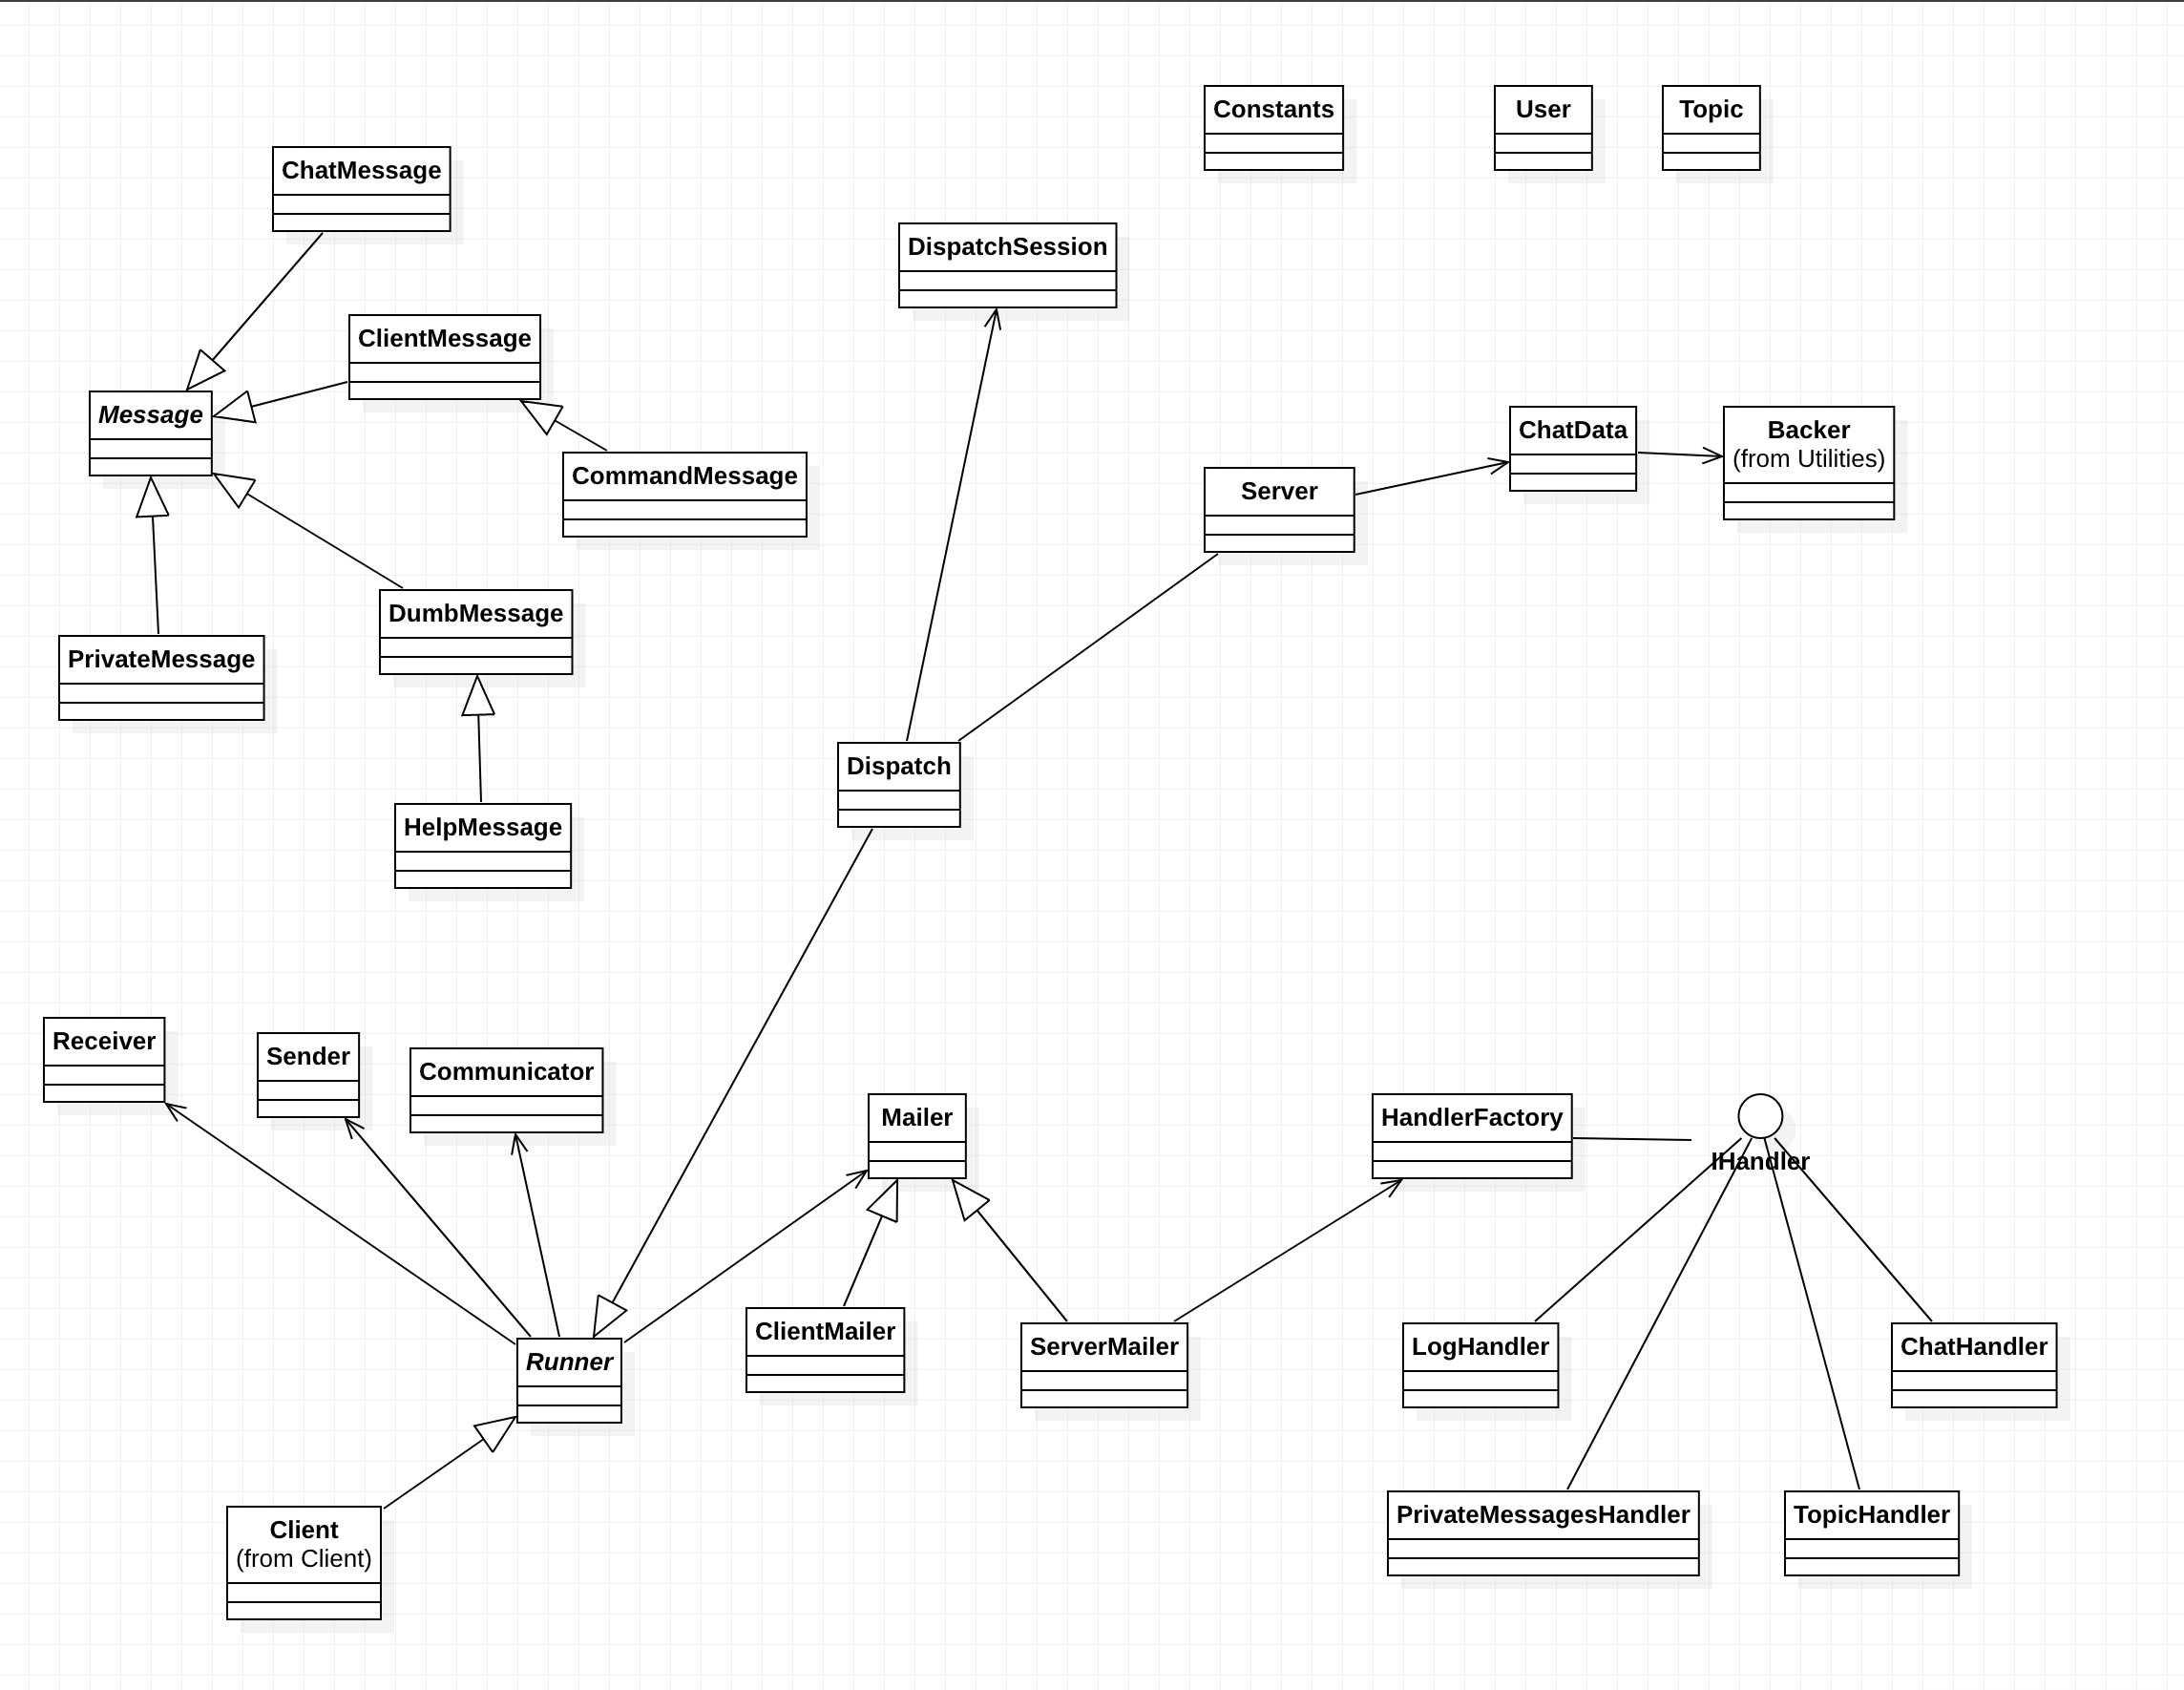 Constants
User
Topic
ChatMessage
DispatchSession
ClientMessage
Message
CommandMessage
ChatData
Backer
(from Utilities)
Server
DumbMessage
PrivateMessage
Dispatch
HelpMessage
Receiver
Sender
Communicator
Mailer
HandlerFactory
IHandler
ClientMailer
ServerMailer
LogHandler
ChatHandler
Runner
PrivateMessagesHandler
TopicHandler
Client
(from Client)